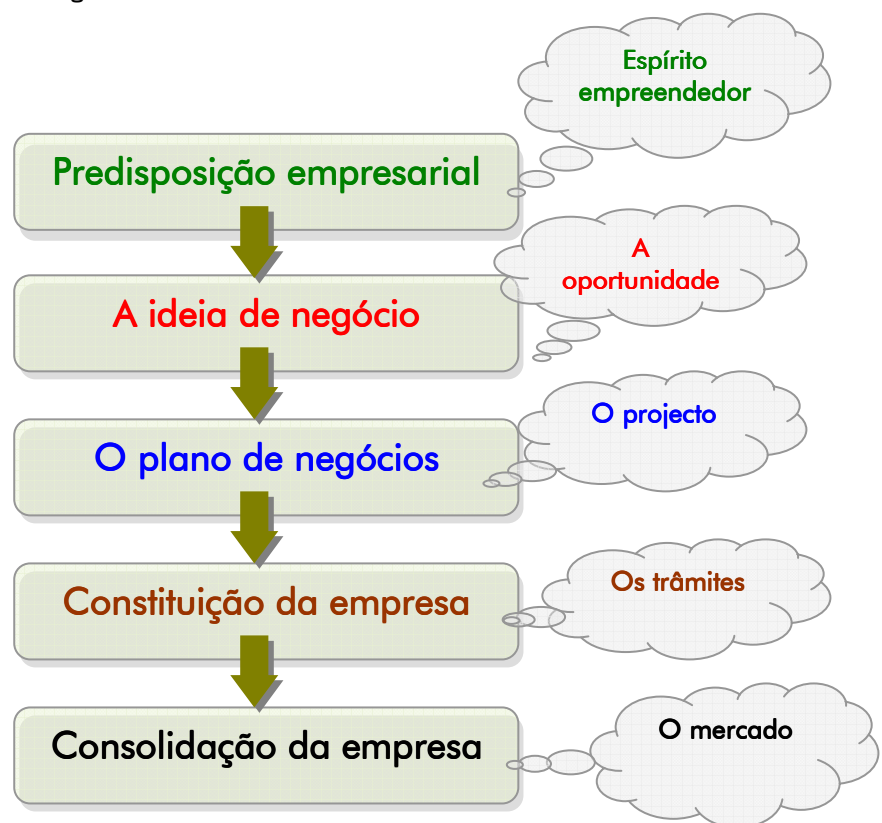 Espírito
empreendedor
Predisposição empresarial
A
oportunidade
A ideia de negócio
O projecto
O plano de negócios
Os trâmites
Constituição da empresa
O mercado
Consolidação da empresa